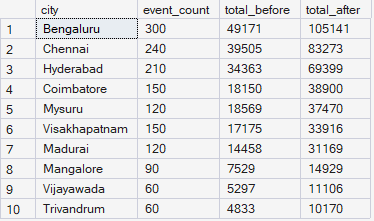 city event_count total_before total_after
1 Bengaluru 300 49171 105141
2 Chennai 240 39505 83273
3 Hyderabad 210 34363 69399
4 Coimbatore 150 18150 38900
5 Mysuru 120 18569 37470
6 Visakhapatnam 150 17175 33916
7 Madurai 120 14458 31169
8 Mangalore 90 7529 14929
9 Vijayawada 60 5297 11106
10 Trivandrum 60 4833 10170